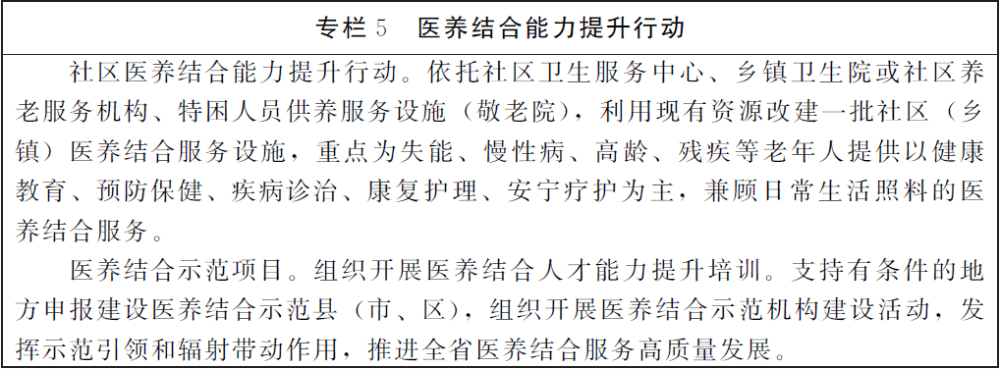 专栏 5 医养结合能力提升行动
社区医养结合能力提升行动。依托社区卫生服务中心、乡镇卫生院或社区养
老服务机构、特困人员供养服务设施（敬老院），利用现有资源改建一批社区（乡
镇）医养结合服务设施，重点为失能、慢性病、高龄、残疾等老年人提供以健康
教育、预防保健、疾病诊治、康复护理、安宁疗护为主，兼顾日常生活照料的医
养结合服务。
医养结合示范项目。组织开展医养结合人才能力提升培训。支持有条件的地
方申报建设医养结合示范县（市、区），组织开展医养结合示范机构建设活动，发
挥示范引领和辐射带动作用，推进全省医养结合服务高质量发展。